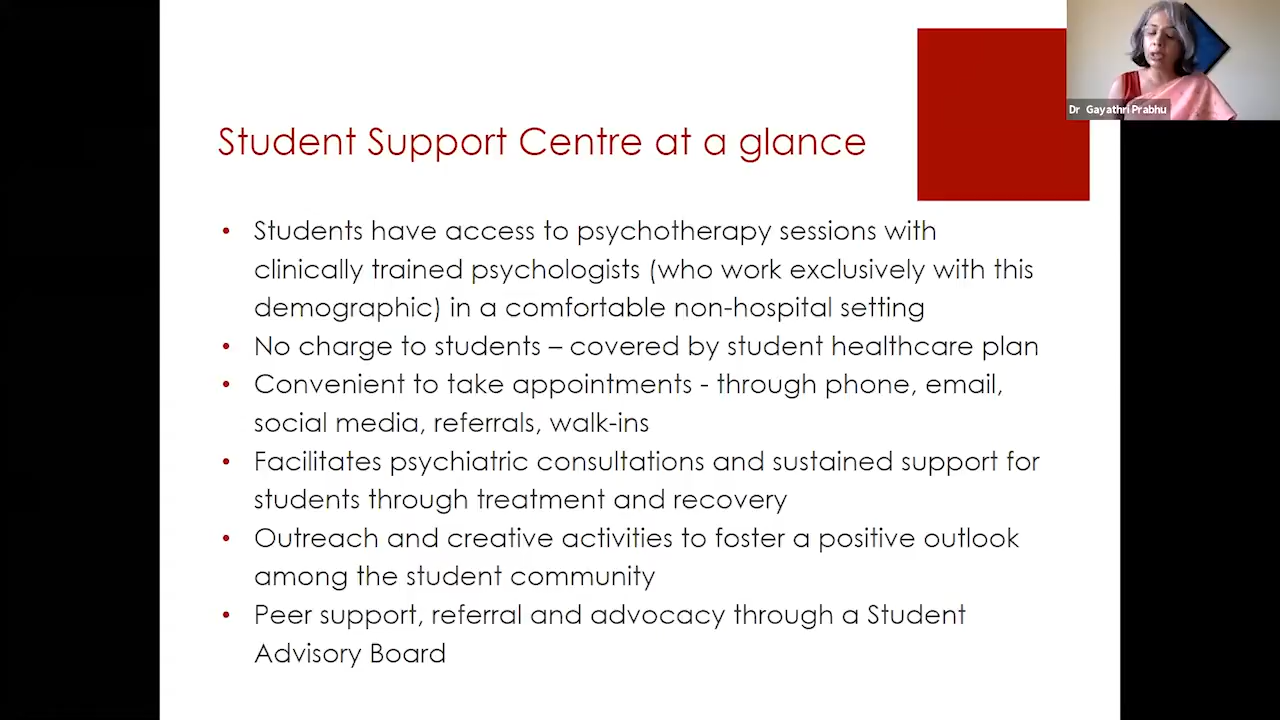 Dr Gayathri Prabhu
Student Support Centre at a glance
• Students have access to psychotherapy sessions with
clinically trained psychologists (who work exclusively with this
demographic) in a comfortable non-hospital setting
• No charge to students – covered by student healthcare plan
• Convenient to take appointments - through phone, email,
social media, referrals, walk-ins
• Facilitates psychiatric consultations and sustained support for
students through treatment and recovery
• Outreach and creative activities to foster a positive outlook
among the student community
• Peer support, referral and advocacy through a Student
Advisory Board